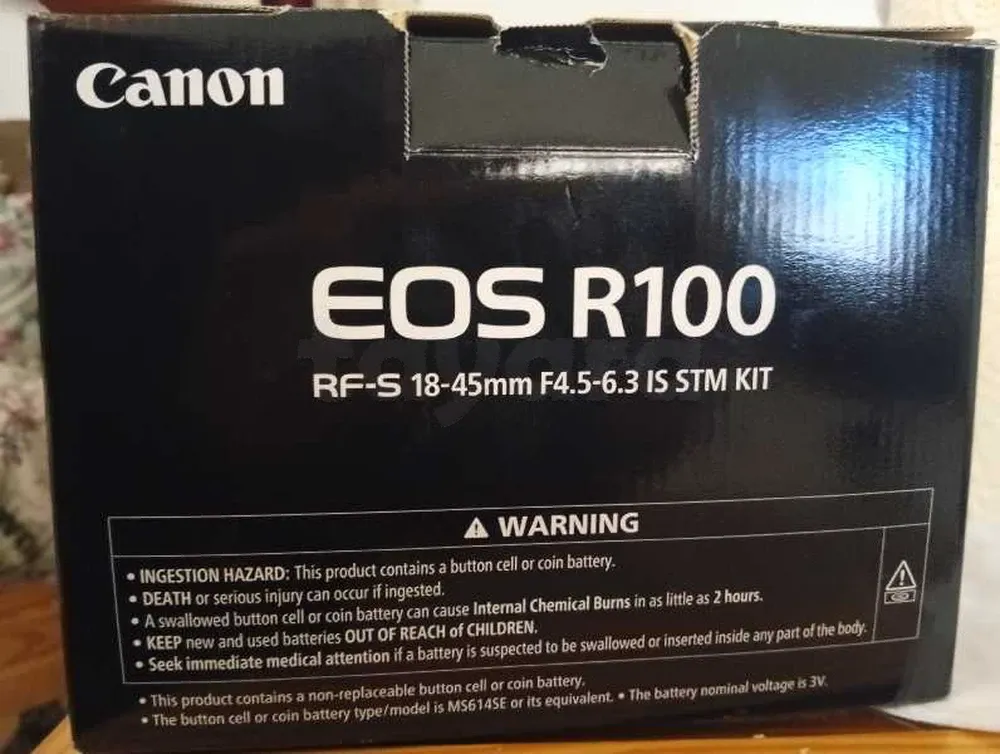 Canon
EOS R100
tayara
RF-S 18-45mm F4.5-6.3 IS STM KIT
⚠ WARNING
• INGESTION HAZARD: This product contains a button cell or coin battery.
• DEATH or serious injury can occur if ingested.
• A swallowed button cell or coin battery can cause Internal Chemical Burns in as little as 2 hours.
• KEEP new and used batteries OUT OF REACH of CHILDREN.
• Seek immediate medical attention if a battery is suspected to be swallowed or inserted inside any part of the body.
• This product contains a non-replaceable button cell or coin battery.
• The button cell or coin battery type/model is MS614SE or its equivalent. • The battery nominal voltage is 3V.